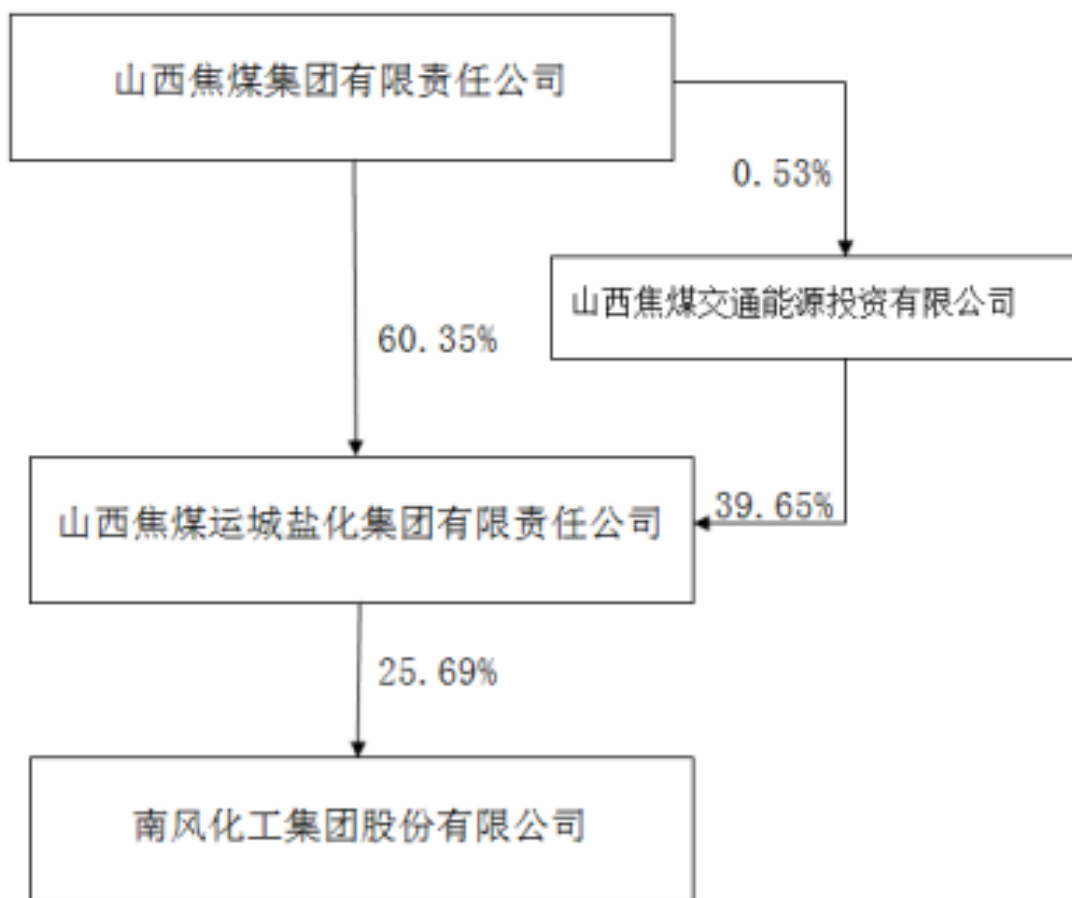 山西焦煤集团有限责任公司
0.53%
山西焦煤交通能源投资有限公司
60.35%
山西焦煤运城盐化集团有限责任公司
39.65%
25.69%
南风化工集团股份有限公司